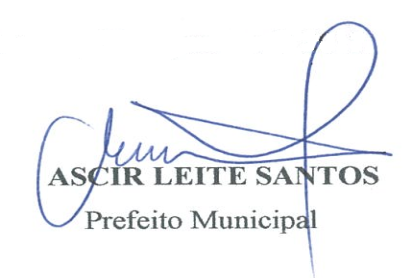 ASCIR LEITE SANTOS
Prefeito Municipal